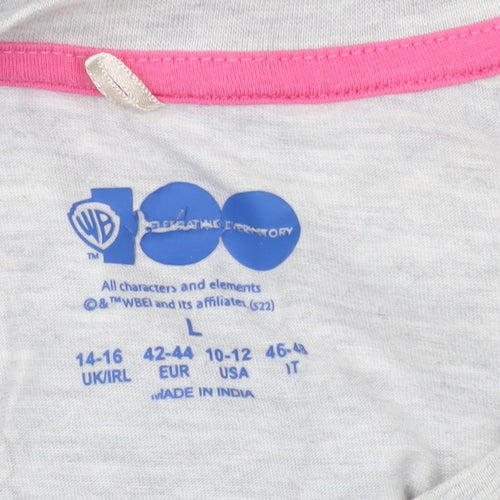 WB 100
CELEBRATING EVERY STORY
TM
All characters and elements
©&™WBEI and its affiliates. (s22)
L
14-16 42-44 10-12 46-48
UK/IRL EUR USA IT
MADE IN INDIA